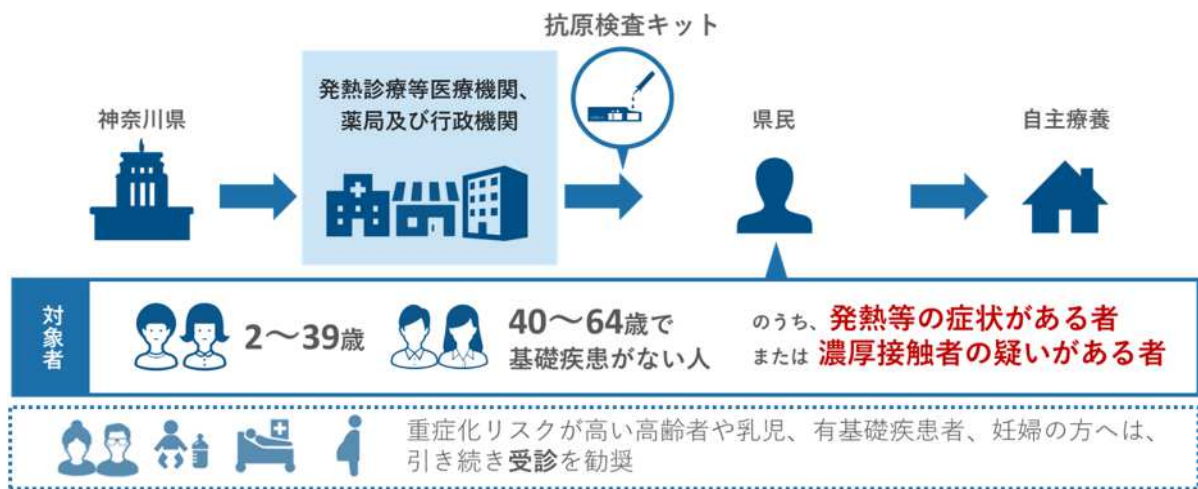 抗原検査キット
神奈川県
発熱診療等医療機関、
薬局及び行政機関
県民
自主療養
対象者
2〜39歳
40〜64歳で
基礎疾患がない人
のうち、発熱等の症状がある者
または 濃厚接触者の疑いがある者
重症化リスクが高い高齢者や乳児、有基礎疾患者、妊婦の方へは、
引き続き受診を勧奨